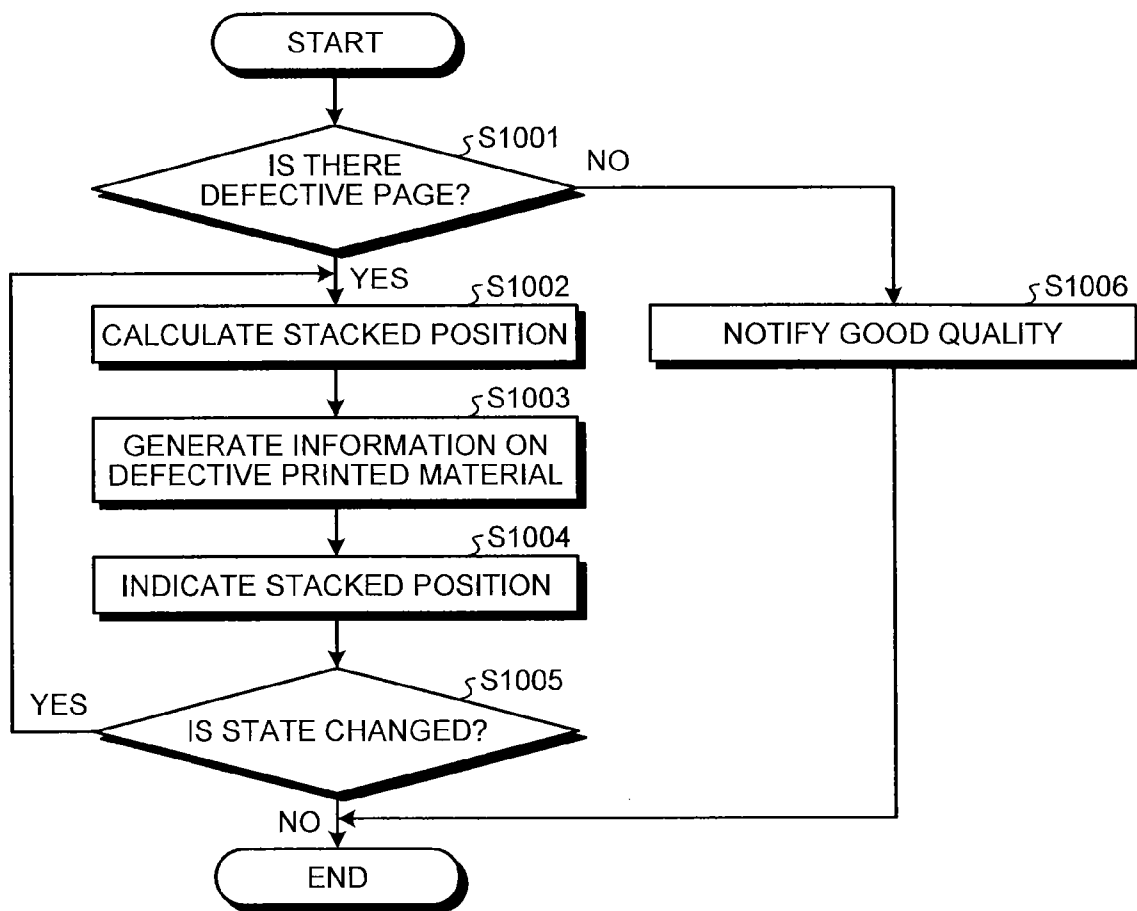 START
S1001
IS THERE
DEFECTIVE PAGE?
NO
YES
S1002
CALCULATE STACKED POSITION
S1006
NOTIFY GOOD QUALITY
S1003
GENERATE INFORMATION ON
DEFECTIVE PRINTED MATERIAL
S1004
INDICATE STACKED POSITION
S1005
YES
IS STATE CHANGED?
NO
END